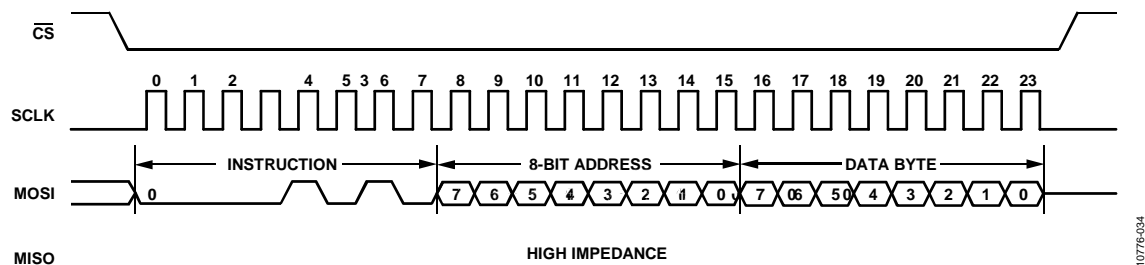 CS
0 1 2 4 5 3 6 7 8 9 10 11 12 13 14 15 16 17 18 19 20 21 22 23
SCLK
INSTRUCTION 8-BIT ADDRESS DATA BYTE
MOSI 0 7 6 5 4 3 2 1 0 7 6 5 4 3 2 1 0
MISO HIGH IMPEDANCE
10776-034